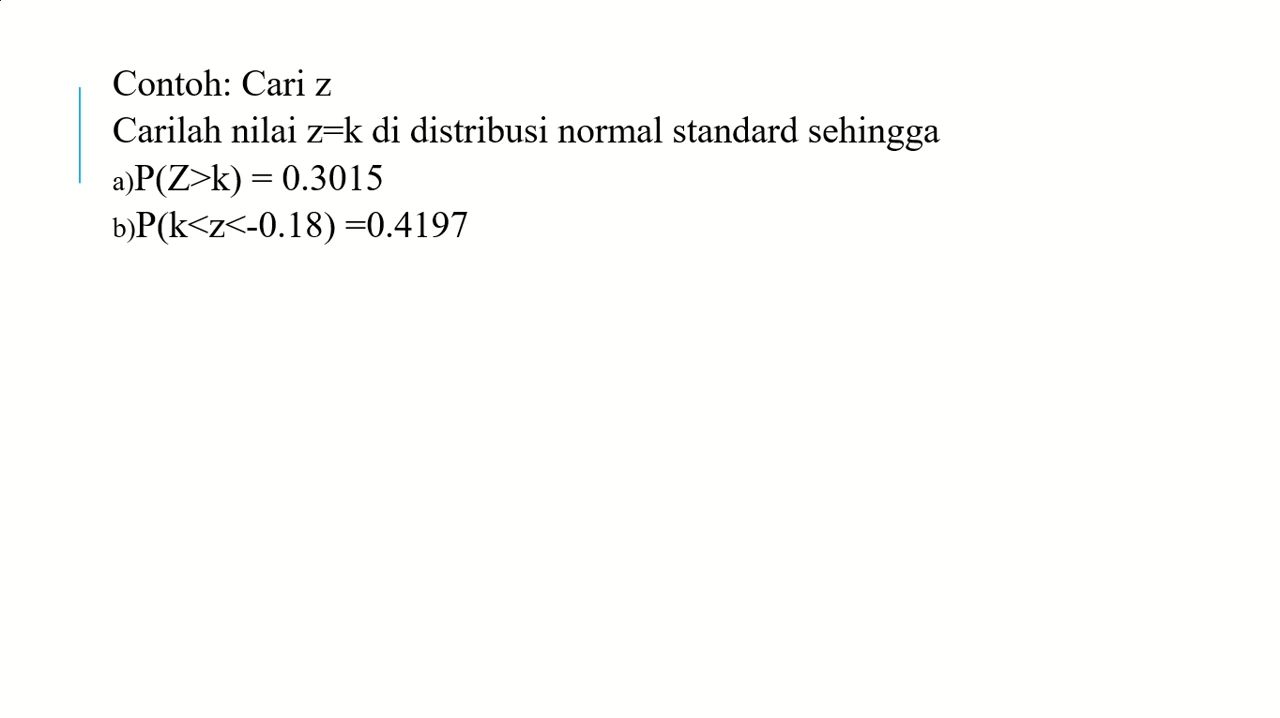 Contoh: Cari z
Carilah nilai z=k di distribusi normal standard sehingga
a)P(Z>k) = 0.3015
b)P(k<z<-0.18) =0.4197